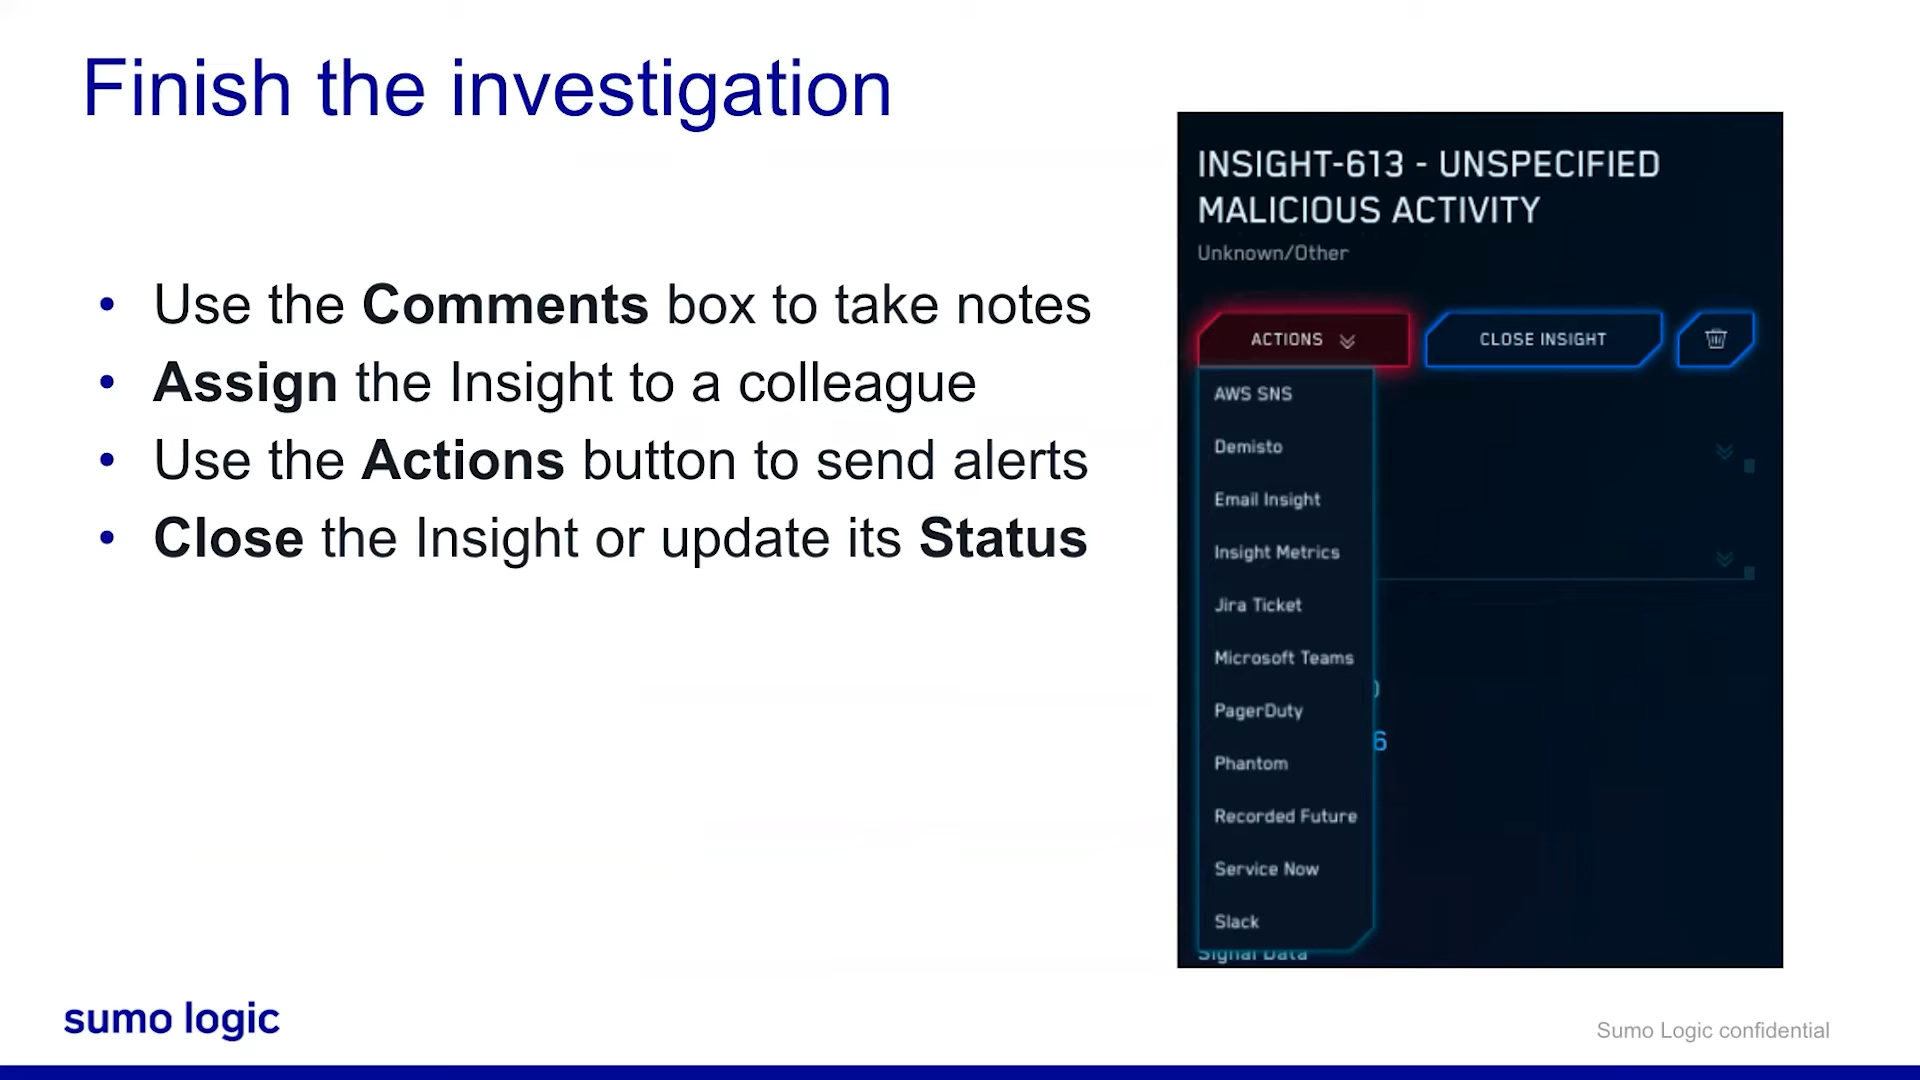 Finish the investigation
• Use the Comments box to take notes
• Assign the Insight to a colleague
• Use the Actions button to send alerts
• Close the Insight or update its Status
INSIGHT-613 - UNSPECIFIED
MALICIOUS ACTIVITY
Unknown/Other
ACTIONS
CLOSE INSIGHT
AWS SNS
Demisto
Email Insight
Insight Metrics
Jira Ticket
Microsoft Teams
PagerDuty
6
Phantom
Recorded Future
Service Now
Slack
Signal Data
sumo logic
Sumo Logic confidential